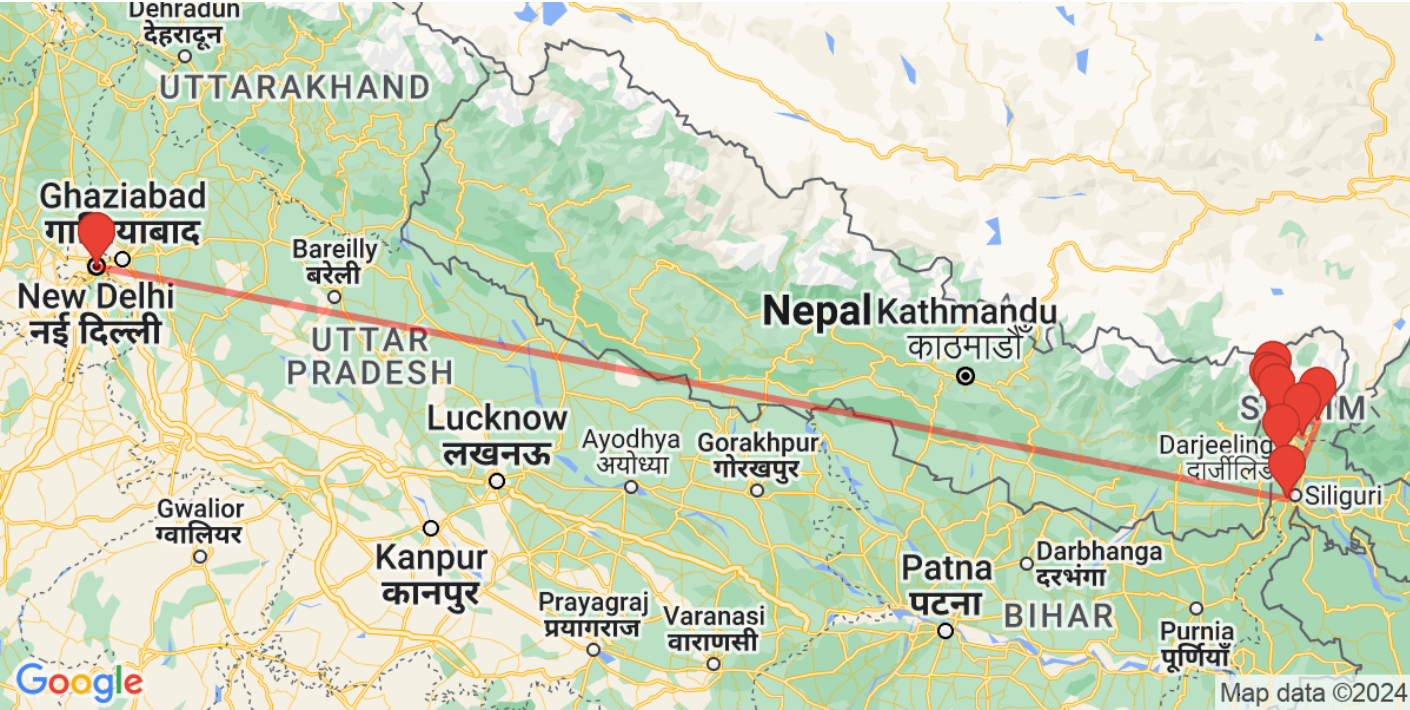 Dehradun
देहरादून
UTTARAKHAND
Ghaziabad
New Delhi
नई दिल्ली
Bareilly
बरेली
UTTAR
PRADESH
Nepal
Kathmandu
काठमाडौँ
Lucknow
लखनऊ
Ayodhya
अयोध्या
Gorakhpur
गोरखपुर
Darjeeling
Siliguri
Gwalior
ग्वालियर
Kanpur
कानपुर
Patna
पटना
Darbhanga
दरभंगा
BIHAR
Prayagraj
प्रयागराज
Varanasi
वाराणसी
Purnia
पूर्णियाँ
Google
Map data ©2024